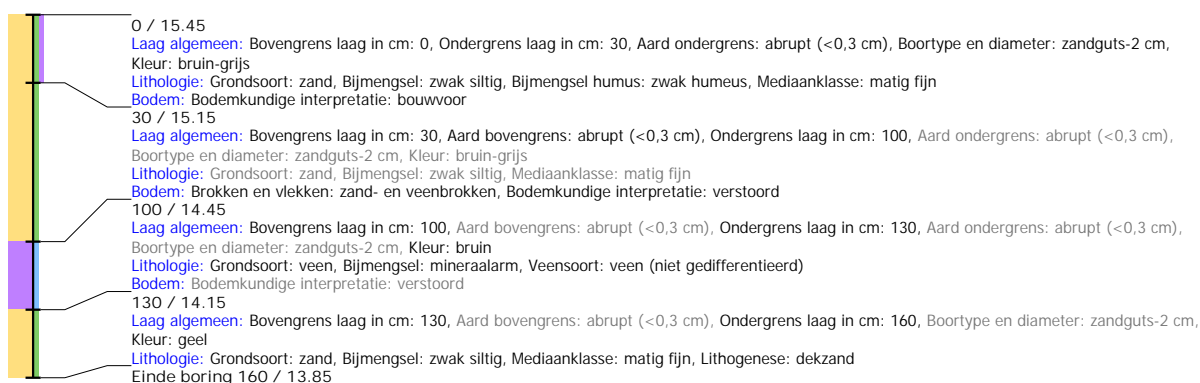 0 / 15.45
Laag algemeen: Bovengrens laag in cm: 0, Ondergrens laag in cm: 30, Aard ondergrens: abrupt (<0,3 cm), Boortype en diameter: zandguts-2 cm,
Kleur: bruin-grijs
Lithologie: Grondsoort: zand, Bijmengsel: zwak siltig, Bijmengsel humus: zwak humeus, Mediaanklasse: matig fijn
Bodem: Bodemkundige interpretatie: bouwvoor
30 / 15.15
Laag algemeen: Bovengrens laag in cm: 30, Aard bovengrens: abrupt (<0,3 cm), Ondergrens laag in cm: 100, Aard ondergrens: abrupt (<0,3 cm),
Boortype en diameter: zandguts-2 cm, Kleur: bruin-grijs
Lithologie: Grondsoort: zand, Bijmengsel: zwak siltig, Mediaanklasse: matig fijn
Bodem: Brokken en vlekken: zand- en veenbrokken, Bodemkundige interpretatie: verstoord
100 / 14.45
Laag algemeen: Bovengrens laag in cm: 100, Aard bovengrens: abrupt (<0,3 cm), Ondergrens laag in cm: 130, Aard ondergrens: abrupt (<0,3 cm),
Boortype en diameter: zandguts-2 cm, Kleur: bruin
Lithologie: Grondsoort: veen, Bijmengsel: mineraalarm, Veensoort: veen (niet gedifferentieerd)
Bodem: Bodemkundige interpretatie: verstoord
130 / 14.15
Laag algemeen: Bovengrens laag in cm: 130, Aard bovengrens: abrupt (<0,3 cm), Ondergrens laag in cm: 160, Boortype en diameter: zandguts-2 cm,
Kleur: geel
Lithologie: Grondsoort: zand, Bijmengsel: zwak siltig, Mediaanklasse: matig fijn, Lithogenese: dekzand
Einde boring 160 / 13.85